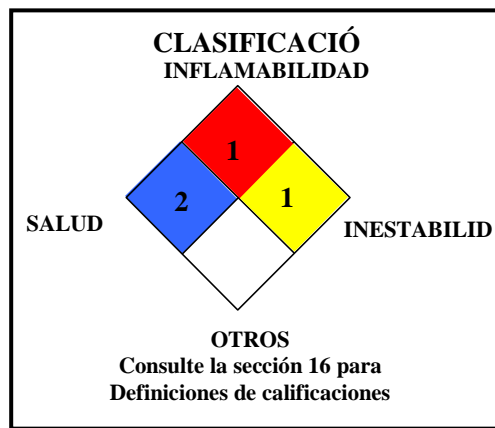 CLASIFICACIÓ
INFLAMABILIDAD
1
2
1
SALUD
INESTABILID
OTROS
Consulte la sección 16 para
Definiciones de calificaciones